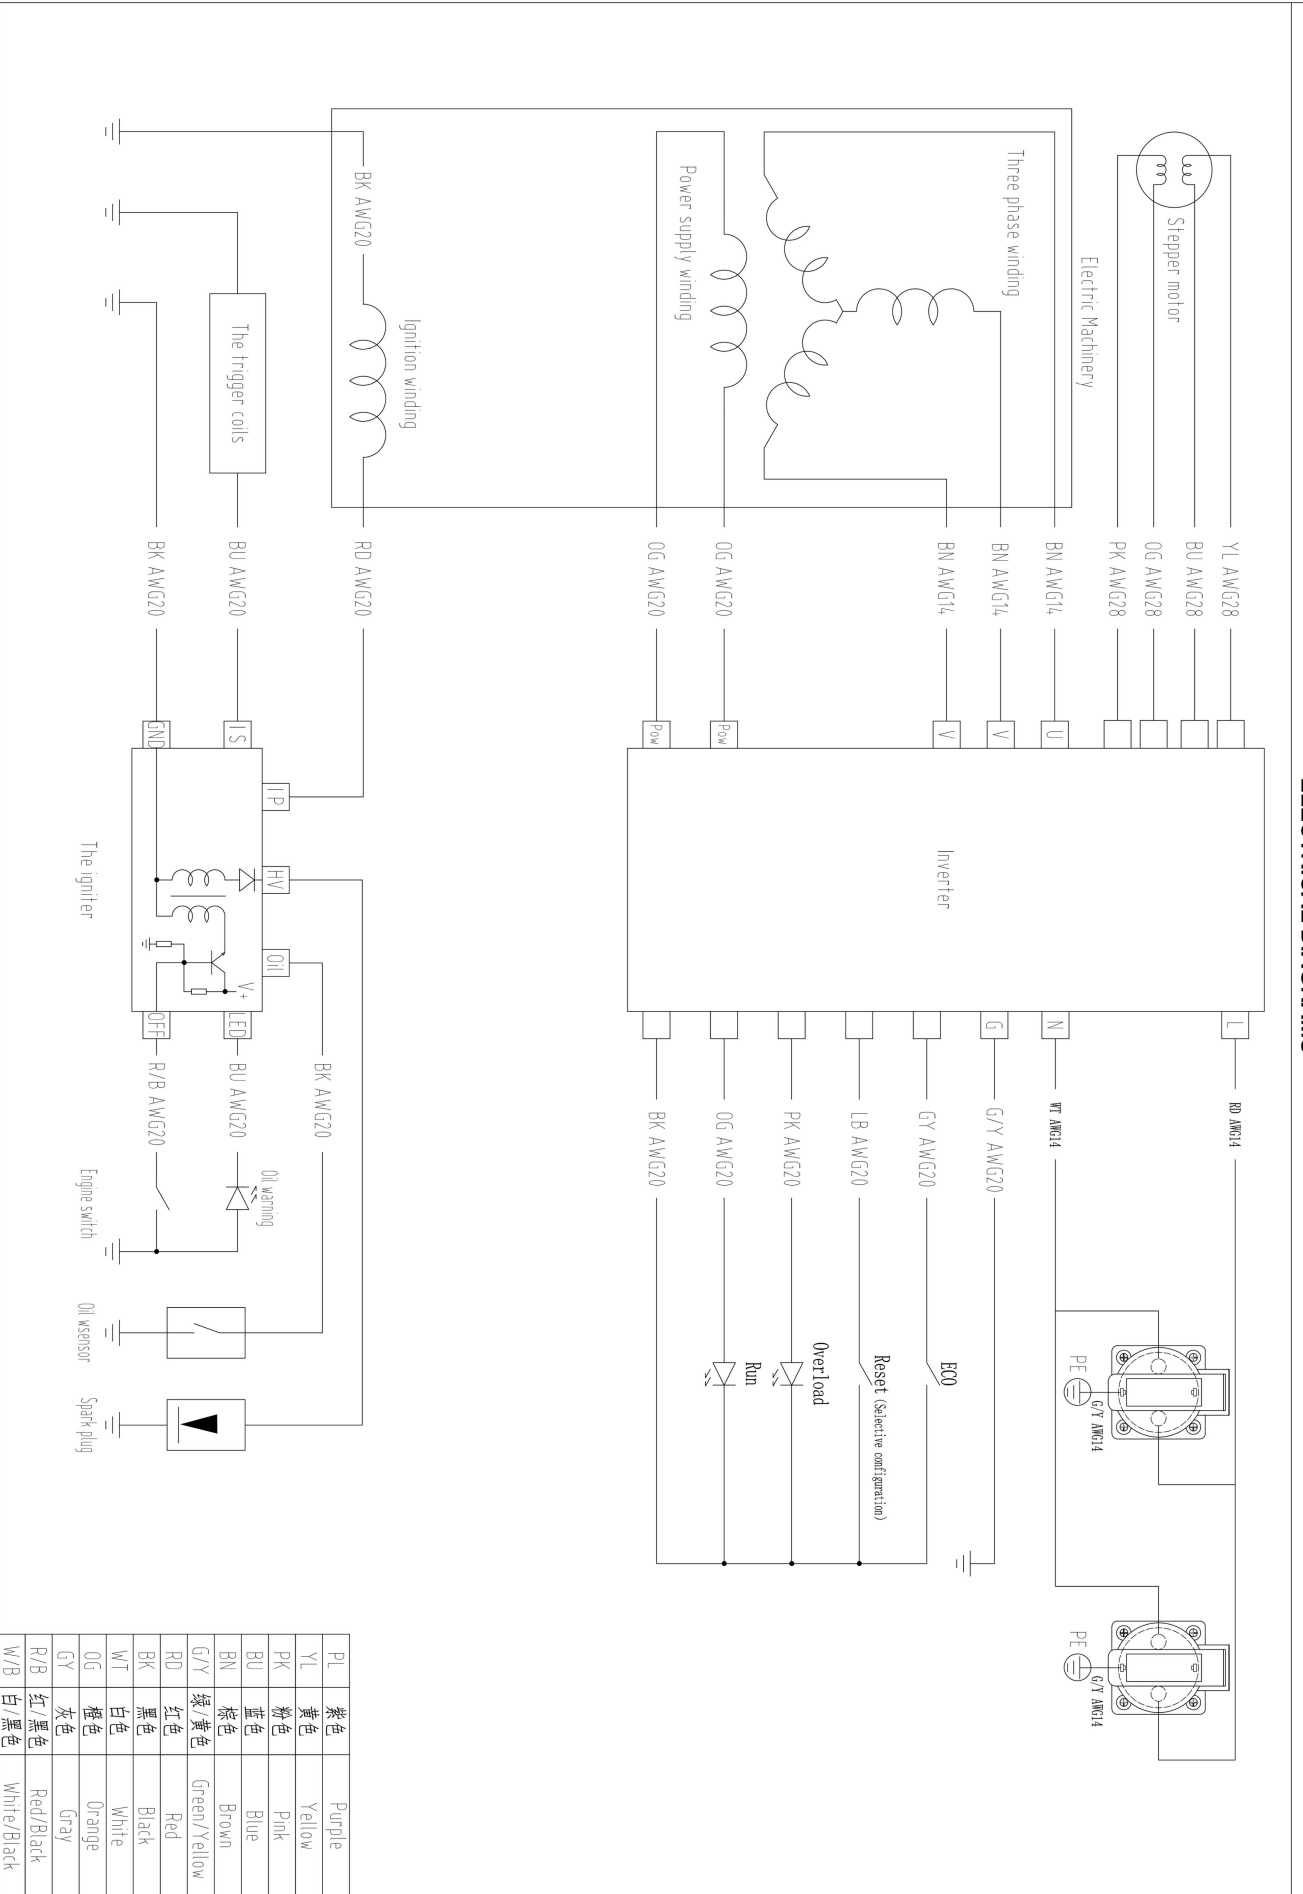 Stepper motor
YL AWG28
BU AWG28
OG AWG28
PK AWG28
Electric Machinery
Three phase winding
BN AWG14
U
BN AWG14
V
BN AWG14
V
Power supply winding
OG AWG20
Pow
OG AWG20
Pow
Inverter
L
RD AWG14
N
WT AWG14
G
G/Y AWG20
GY AWG20
ECO
LB AWG20
Reset (Selective configuration)
PK AWG20
Overload
OG AWG20
Run
BK AWG20
PE
G/Y AWG14
PE
G/Y AWG14
Ignition winding
BK AWG20
RD AWG20
The trigger coils
BU AWG20
BK AWG20
IP
IS
GND
HV
Oil
V+
LED
OFF
The igniter
BK AWG20
BU AWG20
R/B AWG20
Oil warning
Engine switch
Oil wsensor
Spark plug
PL 紫色 Purple
YL 黄色 Yellow
PK 粉色 Pink
BU 蓝色 Blue
BN 棕色 Brown
G/Y 绿/黄色 Green/Yellow
RD 红色 Red
BK 黑色 Black
WT 白色 White
OG 橙色 Orange
GY 灰色 Gray
R/B 红/黑色 Red/Black
W/B 白/黑色 White/Black